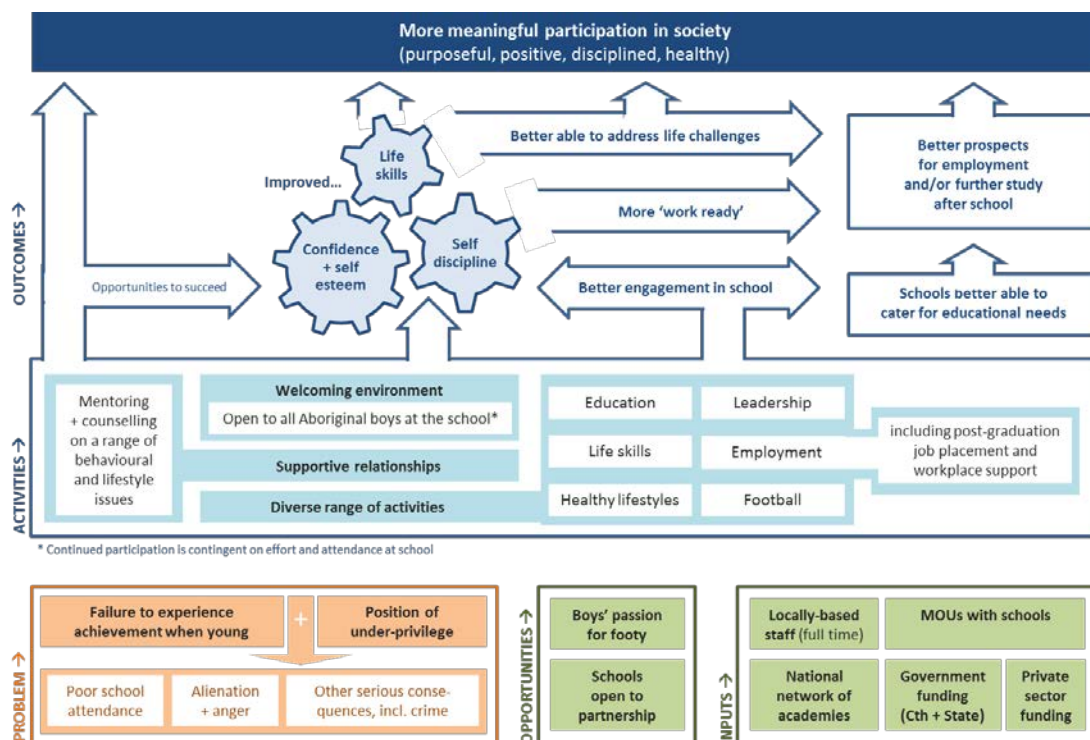 More meaningful participation in society
(purposeful, positive, disciplined, healthy)
OUTCOMES →
Life
skills
Improved...
Confidence
+ self
esteem
Self
discipline
Opportunities to succeed
Better able to address life challenges
More 'work ready'
Better engagement in school
Better prospects
for employment
and/or further study
after school
Schools better able to
cater for educational needs
ACTIVITIES →
Mentoring
+ counselling
on a range of
behavioural
and lifestyle
issues
Welcoming environment
Open to all Aboriginal boys at the school*
Supportive relationships
Diverse range of activities
Education
Leadership
Life skills
Employment
Healthy lifestyles
Football
including post-graduation
job placement and
workplace support
* Continued participation is contingent on effort and attendance at school
PROBLEM →
Failure to experience
achievement when young
+
Position of
under-privilege
Poor school
attendance
Alienation
+ anger
Other serious conse-
quences, incl. crime
OPPORTUNITIES →
Boys' passion
for footy
Schools
open to
partnership
INPUTS →
Locally-based
staff (full time)
MOUs with schools
National
network of
academies
Government
funding
(Cth + State)
Private
sector
funding